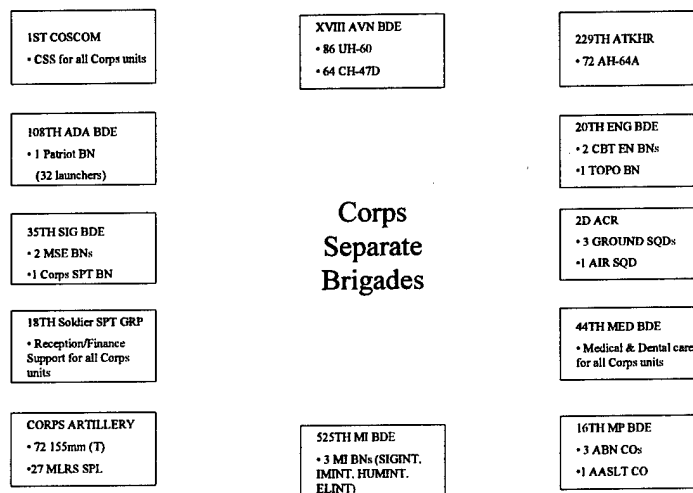 1ST COSCOM
• CSS for all Corps units
XVIII AVN BDE
• 86 UH-60
• 64 CH-47D
229TH ATKHR
• 72 AH-64A
108TH ADA BDE
• 1 Patriot BN
(32 launchers)
20TH ENG BDE
• 2 CBT EN BNs
•1 TOPO BN
Corps
Separate
Brigades
35TH SIG BDE
• 2 MSE BNs
•1 Corps SPT BN
2D ACR
• 3 GROUND SQDs
•1 AIR SQD
18TH Soldier SPT GRP
• Reception/Finance
Support for all Corps
units
44TH MED BDE
• Medical & Dental care
for all Corps units
CORPS ARTILLERY
• 72 155mm (T)
•27 MLRS SPL
525TH MI BDE
• 3 MI BNs (SIGINT,
IMINT, HUMINT,
ELINT)
16TH MP BDE
• 3 ABN COs
•1 AASLT CO